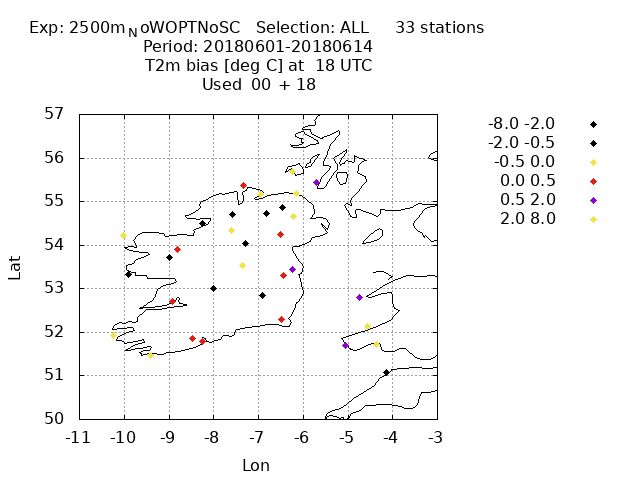 Exp: 2500m_NoWOPTNoSC Selection: ALL 33 stations
Period: 20180601-20180614
T2m bias [deg C] at 18 UTC
Used 00 + 18
-8.0 -2.0
-2.0 -0.5
-0.5 0.0
0.0 0.5
0.5 2.0
2.0 8.0
57
56
55
54
53
52
51
50
Lat
-11 -10 -9 -8 -7 -6 -5 -4 -3
Lon